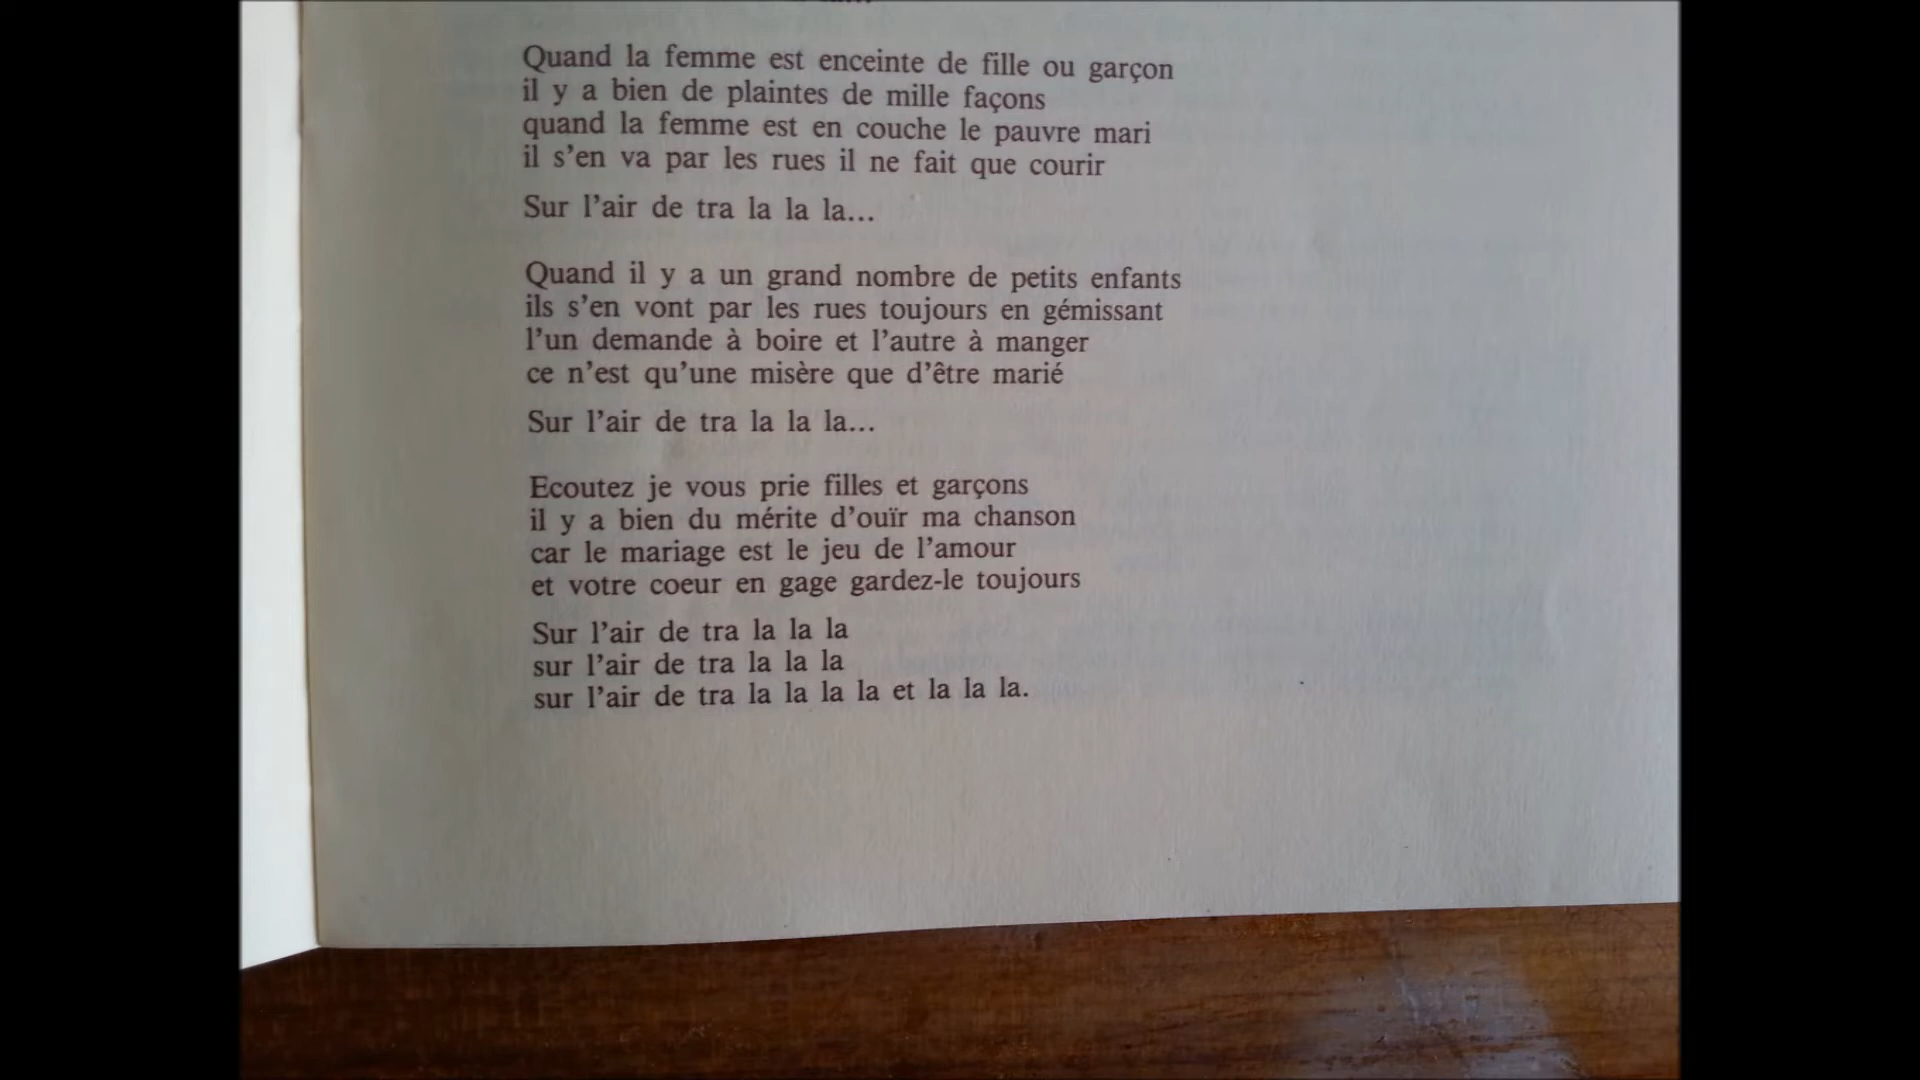 Quand la femme est enceinte de fille ou garçon
il y a bien de plaintes de mille façons
quand la femme est en couche le pauvre mari
il s'en va par les rues il ne fait que courir
Sur l'air de tra la la la...
Quand il y a un grand nombre de petits enfants
ils s'en vont par les rues toujours en gémissant
l'un demande à boire et l'autre à manger
ce n'est qu'une misère que d'être marié
Sur l'air de tra la la la...
Ecoutez je vous prie filles et garçons
il y a bien du mérite d'ouïr ma chanson
car le mariage est le jeu de l'amour
et votre coeur en gage gardez-le toujours
Sur l'air de tra la la la
sur l'air de tra la la la
sur l'air de tra la la la la et la la la.